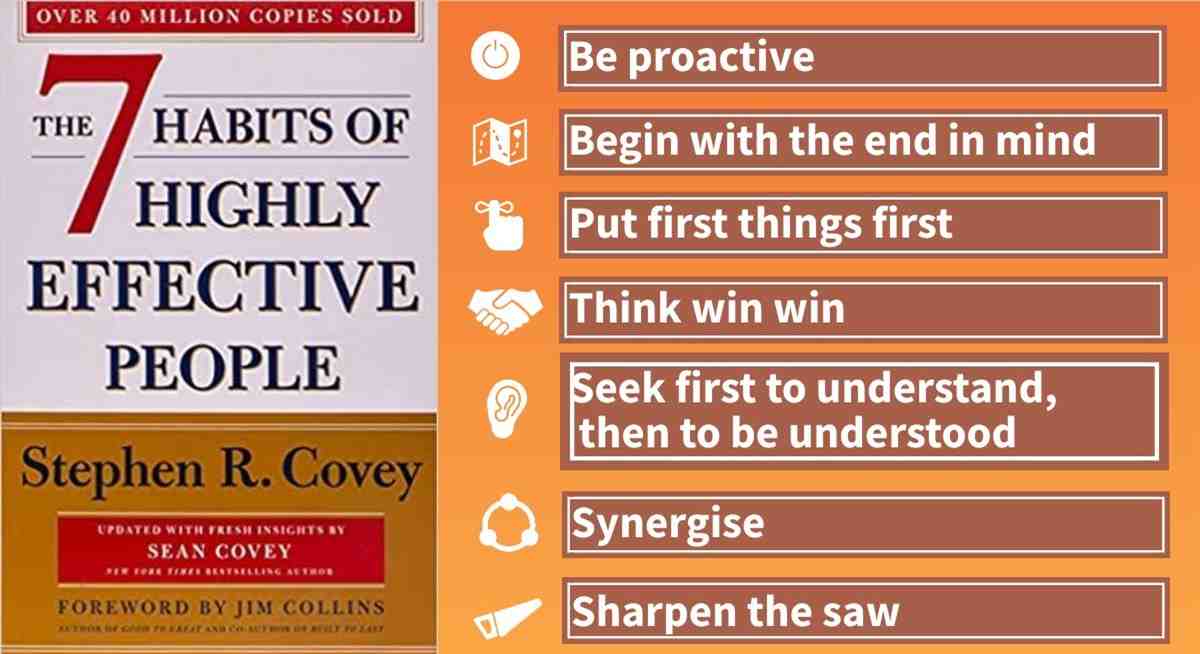 OVER 40 MILLION COPIES SOLD
THE 7 HABITS OF
HIGHLY
EFFECTIVE
PEOPLE
Stephen R. Covey
UPDATED WITH FRESH INSIGHTS BY
SEAN COVEY
NEW YORK TIMES BESTSELLING AUTHOR
FOREWORD BY JIM COLLINS
AUTHOR OF GOOD TO GREAT AND CO-AUTHOR OF BUILT TO LAST
Be proactive
Begin with the end in mind
Put first things first
Think win win
Seek first to understand,
then to be understood
Synergise
Sharpen the saw